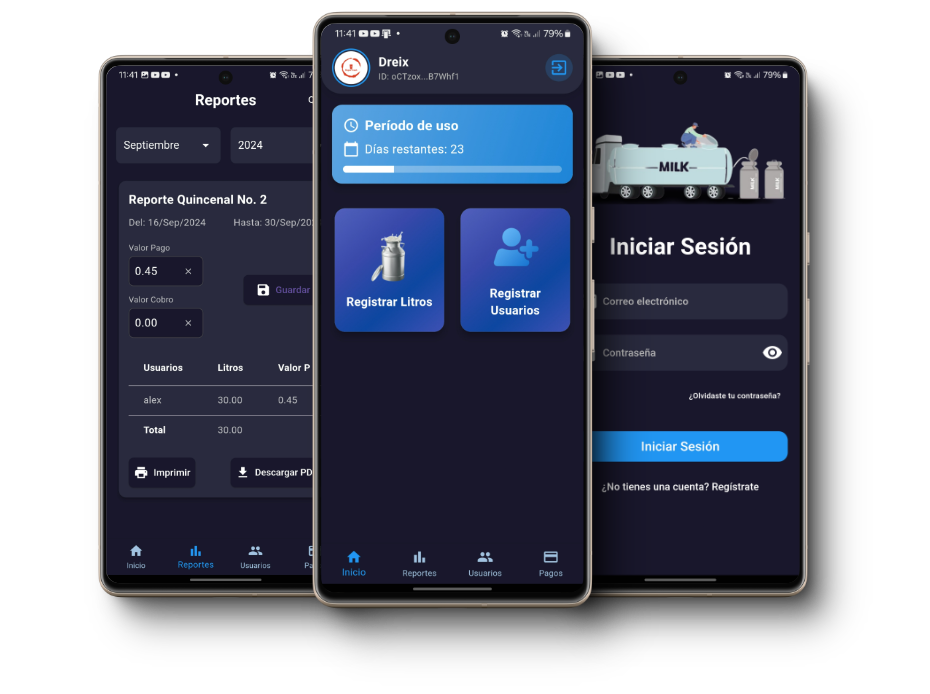 11:41
Reportes
Septiembre
2024
Reporte Quincenal No. 2
Del: 16/Sep/2024
Hasta: 30/Sep/20
Valor Pago
0.45 ×
Valor Cobro
0.00 ×
Guardar
Usuarios Litros Valor P
alex 30.00 0.45
Total 30.00
Imprimir
Descargar PD
Inicio Reportes Usuarios Pa
11:41 79%
Dreix
ID: oCTzox...B7Whf1
Período de uso
Días restantes: 23
Registrar Litros
Registrar
Usuarios
Inicio Reportes Usuarios Pagos
79%
MILK
MILK
MILK
Iniciar Sesión
Correo electrónico
Contraseña
¿Olvidaste tu contraseña?
Iniciar Sesión
¿No tienes una cuenta? Regístrate